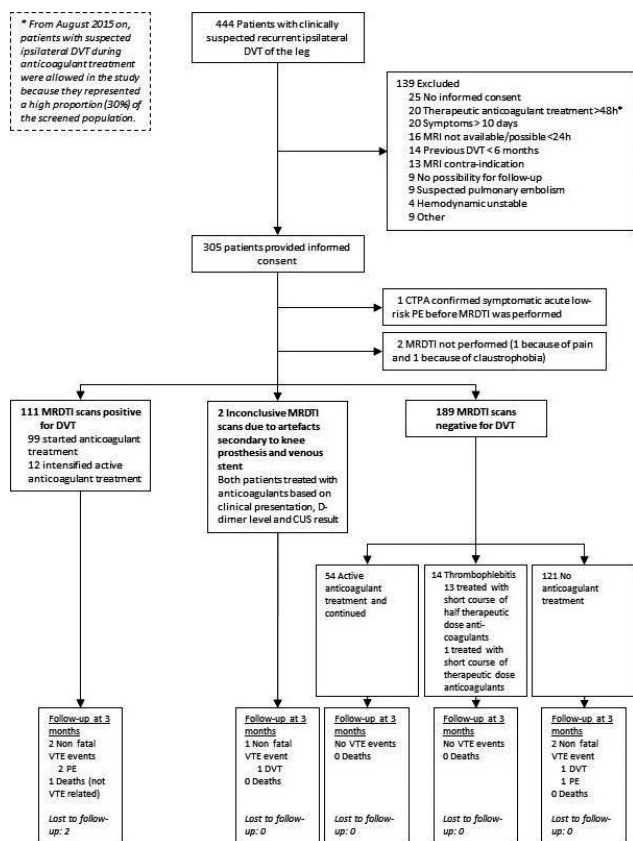 * From August 2015 on,
patients with suspected
ipsilateral DVT during
anticoagulant treatment
were allowed in the study
because they represented
a high proportion (30%) of
the screened population.
444 Patients with clinically
suspected recurrent ipsilateral
DVT of the leg
139 Excluded
25 No informed consent
20 Therapeutic anticoagulant treatment >48h*
20 Symptoms > 10 days
16 MRI not available/possible <24h
14 Previous DVT < 6 months
13 MRI contra-indication
9 No possibility for follow-up
9 Suspected pulmonary embolism
4 Hemodynamic unstable
9 Other
305 patients provided informed
consent
1 CTPA confirmed symptomatic acute low-
risk PE before MRDTI was performed
2 MRDTI not performed (1 because of pain
and 1 because of claustrophobia)
111 MRDTI scans positive
for DVT
99 started anticoagulant
treatment
12 intensified active
anticoagulant treatment
2 Inconclusive MRDTI
scans due to artefacts
secondary to knee
prosthesis and venous
stent
Both patients treated with
anticoagulants based on
clinical presentation, D-
dimer level and CUS result
189 MRDTI scans
negative for DVT
54 Active
anticoagulant
treatment and
continued
14 Thrombophlebitis
13 treated with
short course of
half therapeutic
dose anti-
coagulants
1 treated with
short course of
therapeutic dose
anticoagulants
121 No
anticoagulant
treatment
Follow-up at 3
months
2 Non fatal
VTE events
2 PE
1 Deaths (not
VTE related)
Lost to follow-
up: 2
Follow-up at 3
months
1 Non fatal
VTE event
1 DVT
0 Deaths
Lost to follow-
up: 0
Follow-up at 3
months
No VTE events
0 Deaths
Lost to follow-
up: 0
Follow-up at 3
months
No VTE events
0 Deaths
Lost to follow-
up: 0
Follow-up at 3
months
2 Non fatal
VTE events
1 DVT
1 PE
0 Deaths
Lost to follow-
up: 0